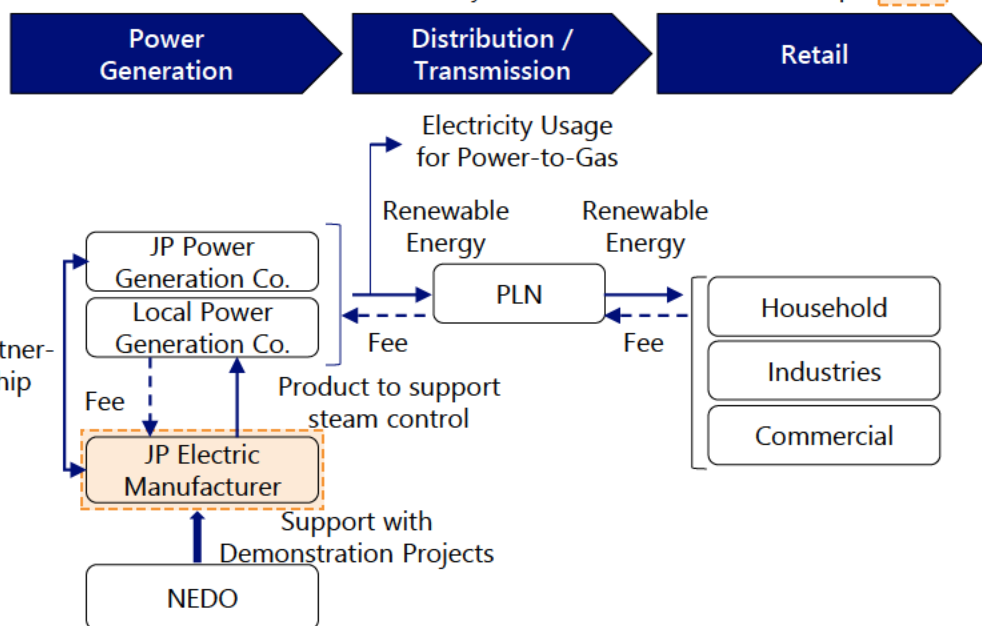 Power
Generation
Distribution /
Transmission
Retail
Electricity Usage
for Power-to-Gas
Renewable
Energy
Renewable
Energy
JP Power
Generation Co.
Local Power
Generation Co.
PLN
Household
Industries
Commercial
Fee
Fee
Fee
Product to support
steam control
JP Electric
Manufacturer
Support with
Demonstration Projects
NEDO